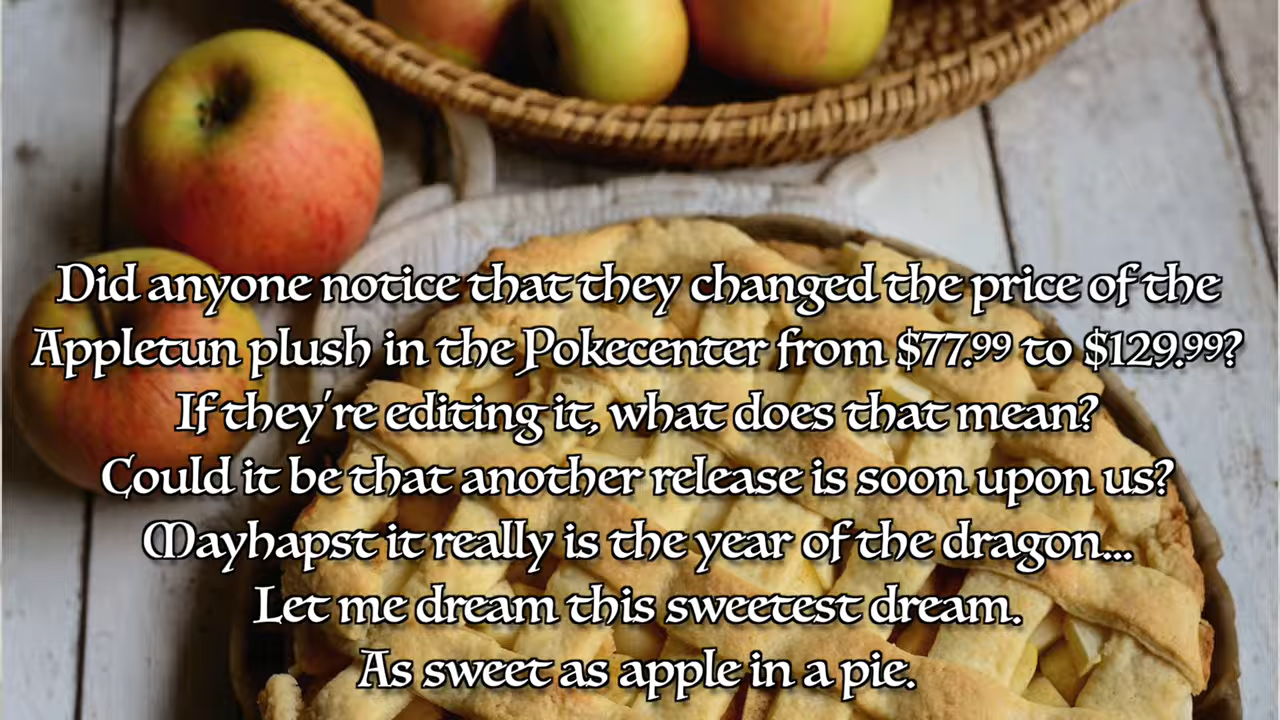 Did anyone notice that they changed the price of the
Appletun plush in the Pokecenter from $77.99 to $129.99?
If they're editing it, what does that mean?
Could it be that another release is soon upon us?
Mayhapst it really is the year of the dragon...
Let me dream this sweetest dream.
As sweet as apple in a pie.